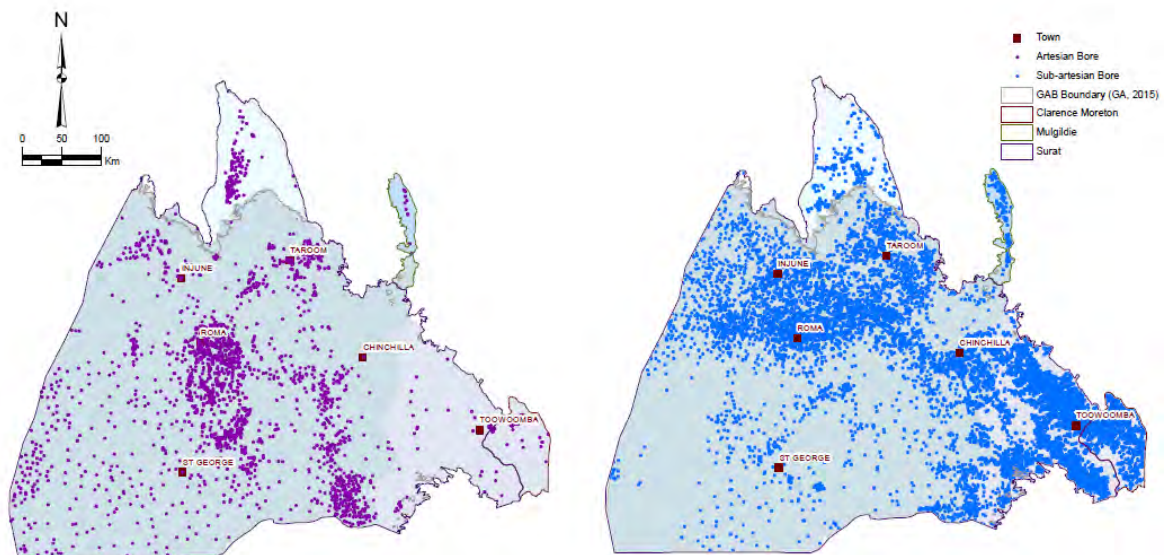 N
0 50 100
Km
INJUNE
TAROOM
ROMA
CHINCHILLA
TOOWOOMBA
ST GEORGE
Town
Artesian Bore
Sub-artesian Bore
GAB Boundary (GA, 2015)
Clarence Moreton
Mulgildie
Surat
TAROOM
INJUNE
ROMA
CHINCHILLA
TOOWOOMBA
ST GEORGE